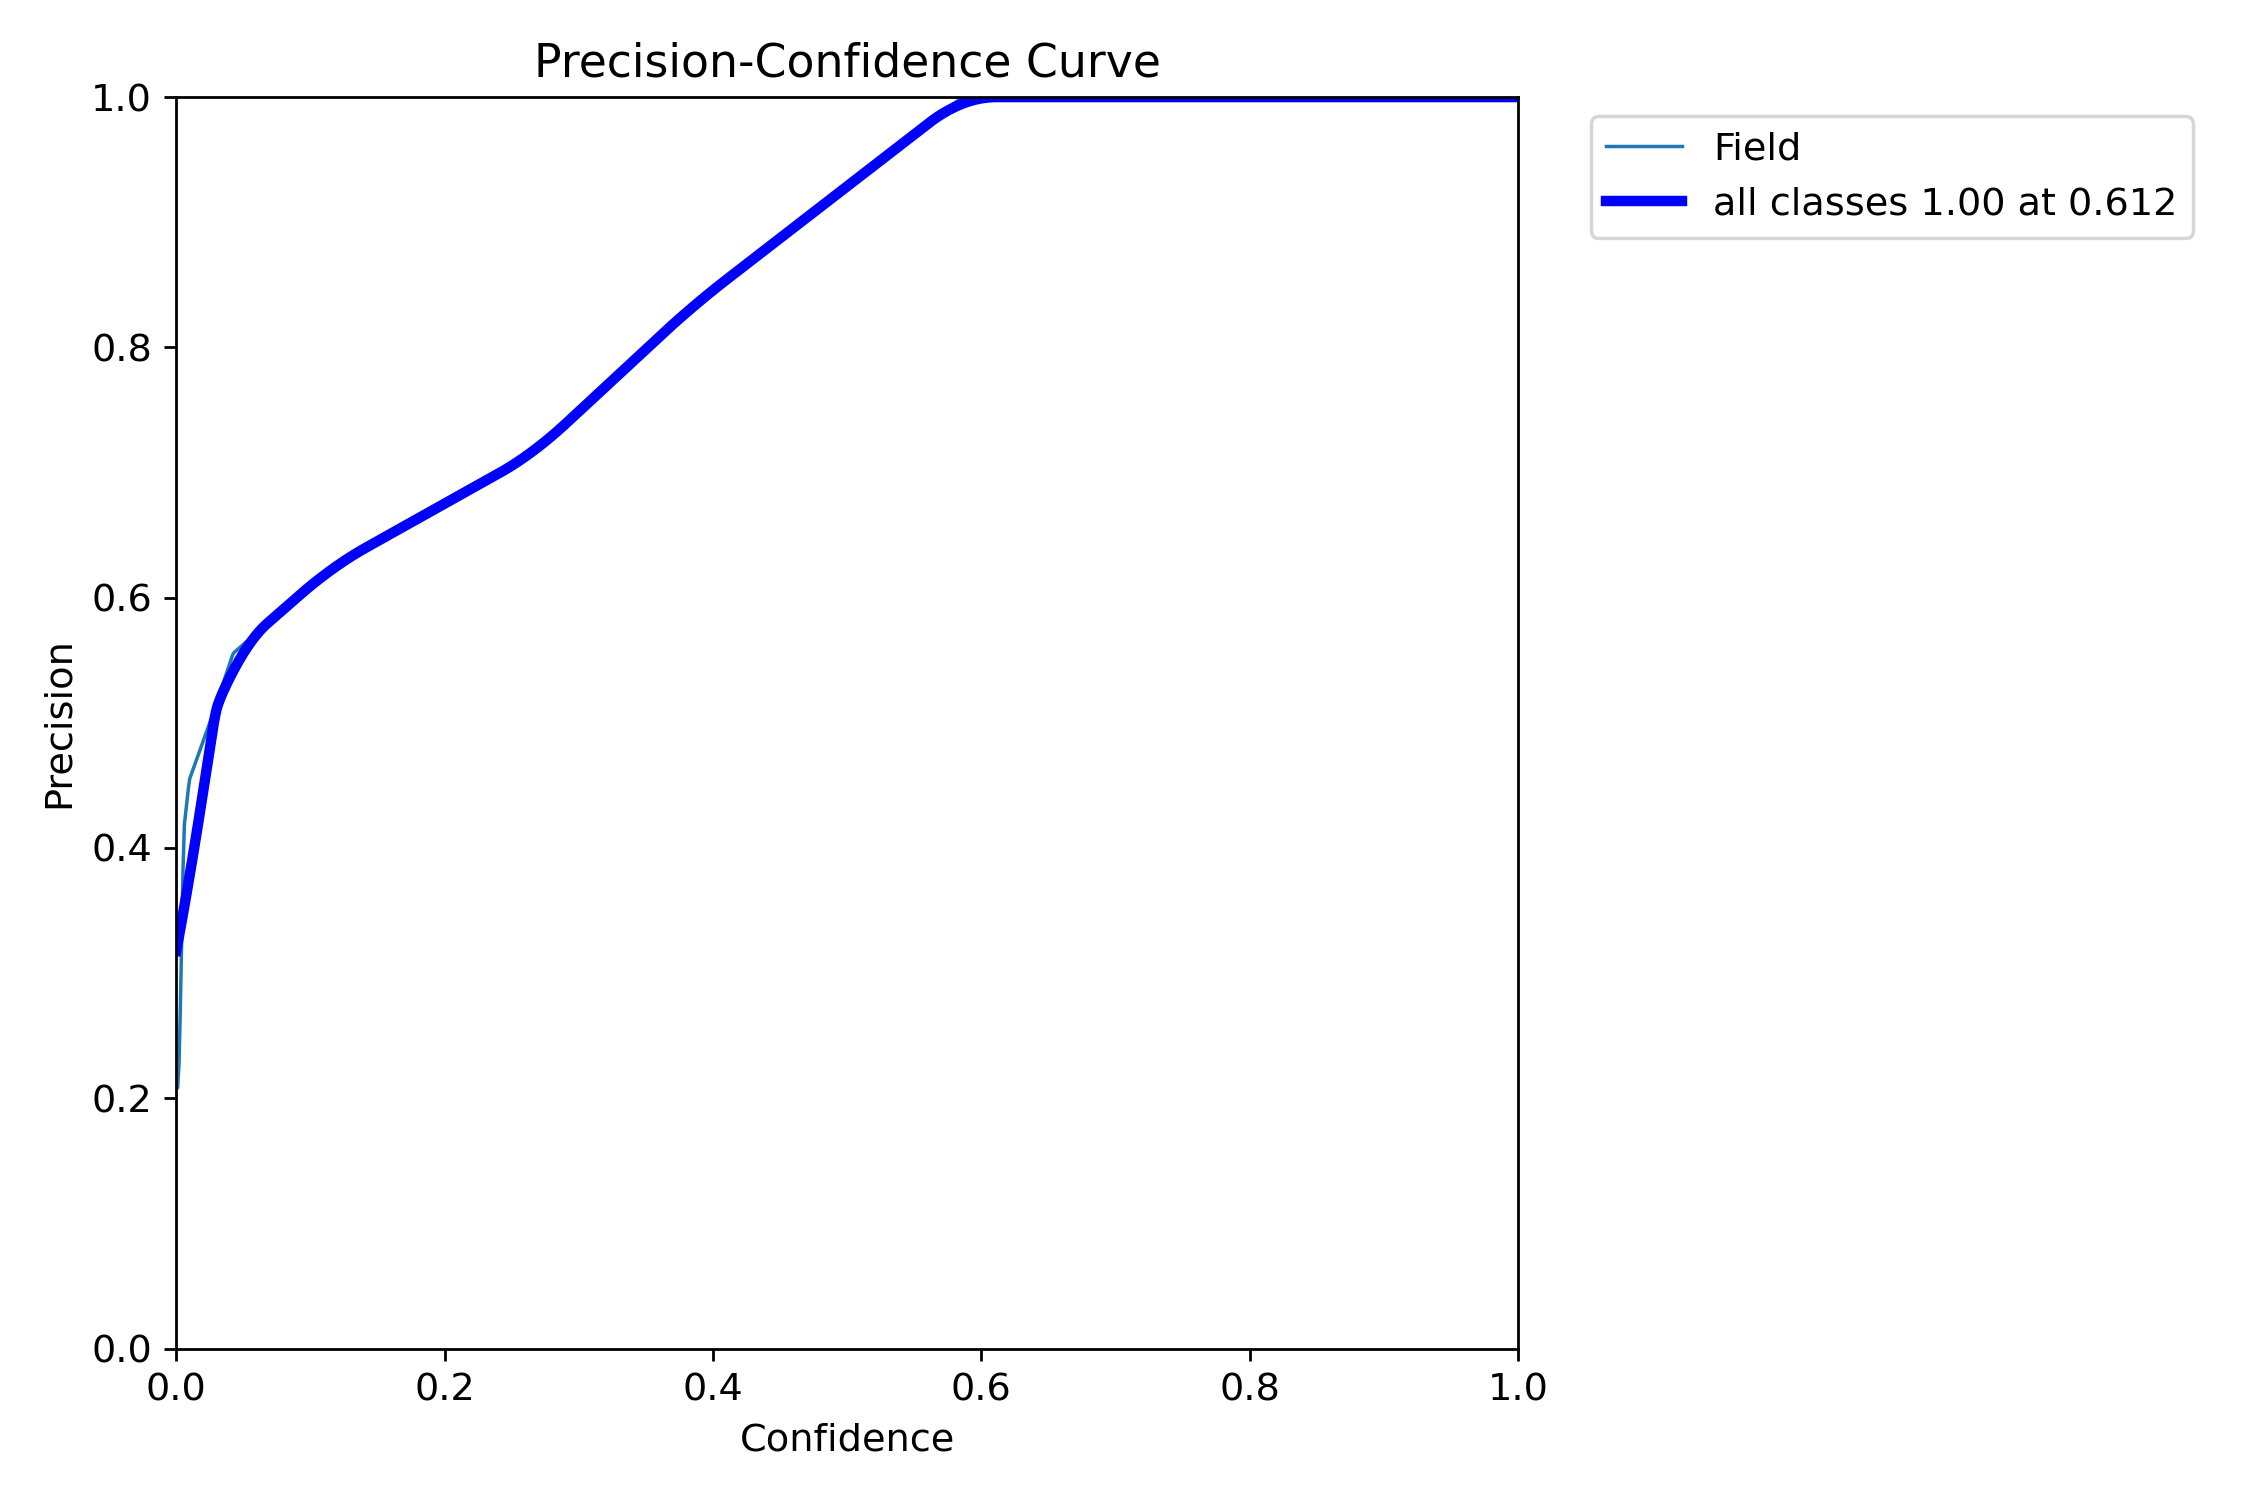 Precision-Confidence Curve
1.0
0.8
0.6
0.4
0.2
0.0
Precision
0.0 0.2 0.4 0.6 0.8 1.0
Confidence
Field
all classes 1.00 at 0.612